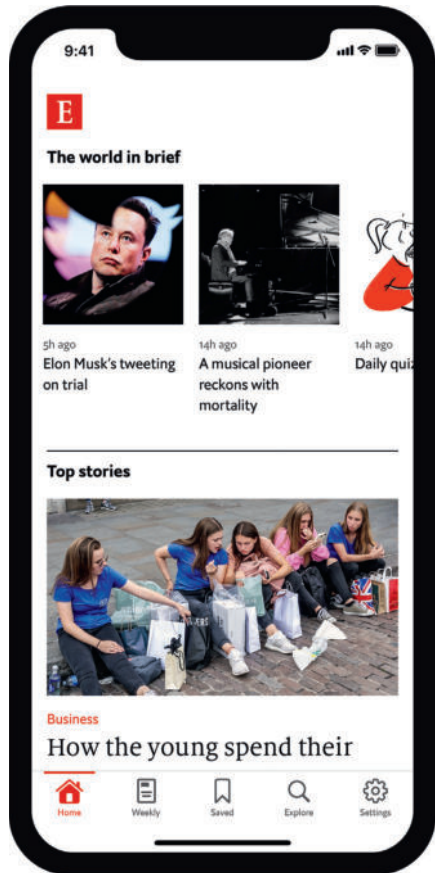 9:41
E
The world in brief
5h ago
Elon Musk's tweeting
on trial
14h ago
A musical pioneer
reckons with
mortality
14h ago
Daily quiz
Top stories
Business
How the young spend their
Home
Weekly
Saved
Explore
Settings